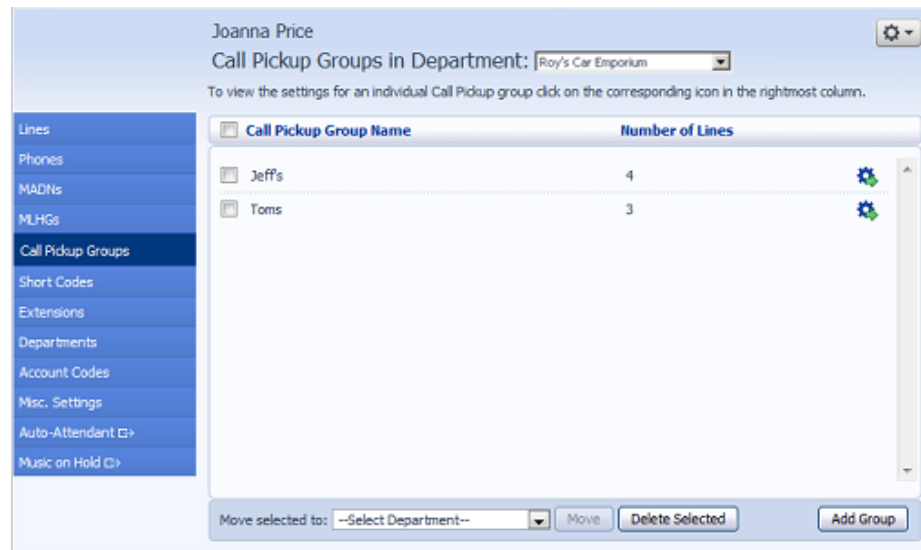 Joanna Price
Call Pickup Groups in Department: Roy's Car Emporium
To view the settings for an individual Call Pickup group click on the corresponding icon in the rightmost column.
Lines
Phones
MADNs
MLHGs
Call Pickup Groups
Short Codes
Extensions
Departments
Account Codes
Misc. Settings
Auto-Attendant
Music on Hold
Call Pickup Group Name Number of Lines
Jeff's 4
Toms 3
Move selected to: --Select Department-- Move Delete Selected Add Group